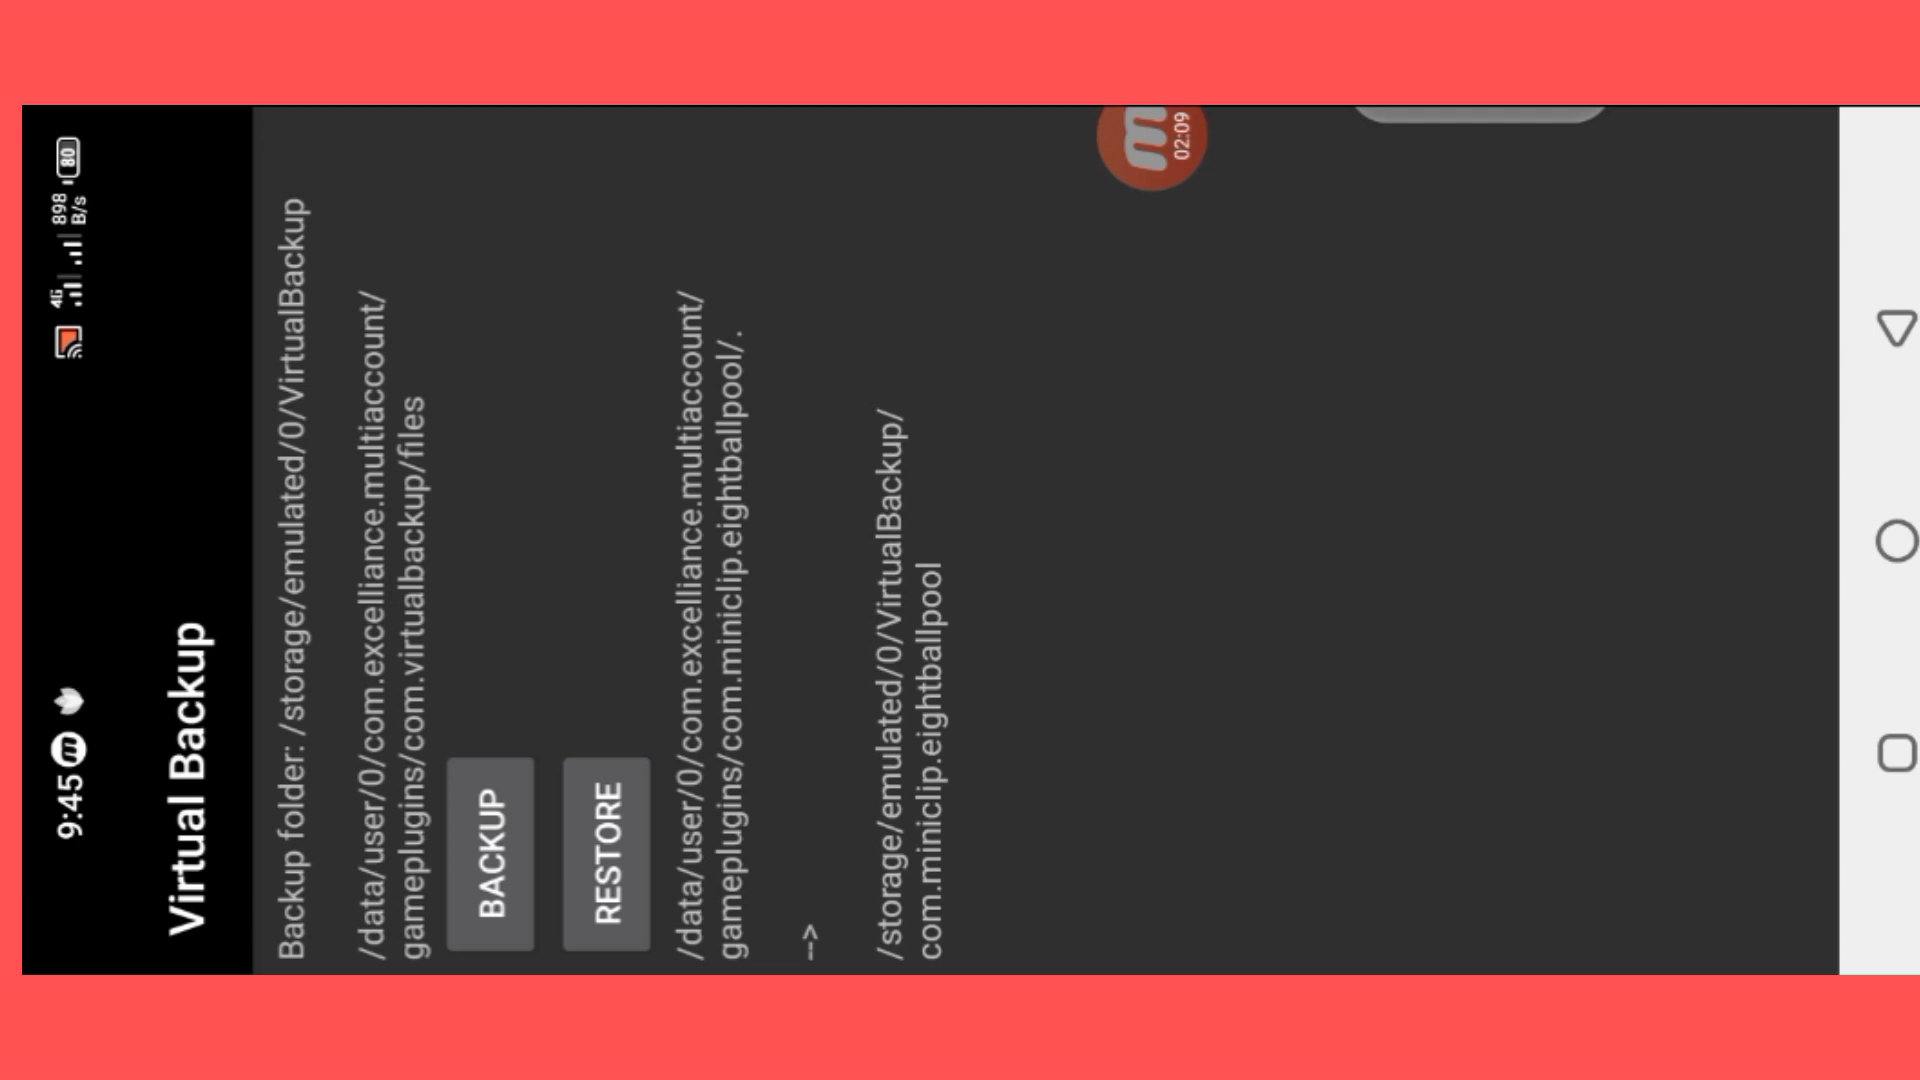 9:45
4G
898
B/s
80
Virtual Backup
Backup folder: /storage/emulated/0/VirtualBackup
/data/user/0/com.excelliance.multiaccount/
gameplugins/com.virtualbackup/files
BACKUP
RESTORE
/data/user/0/com.excelliance.multiaccount/
gameplugins/com.miniclip.eightballpool/.
-->
/storage/emulated/0/VirtualBackup/
com.miniclip.eightballpool
m
02:09